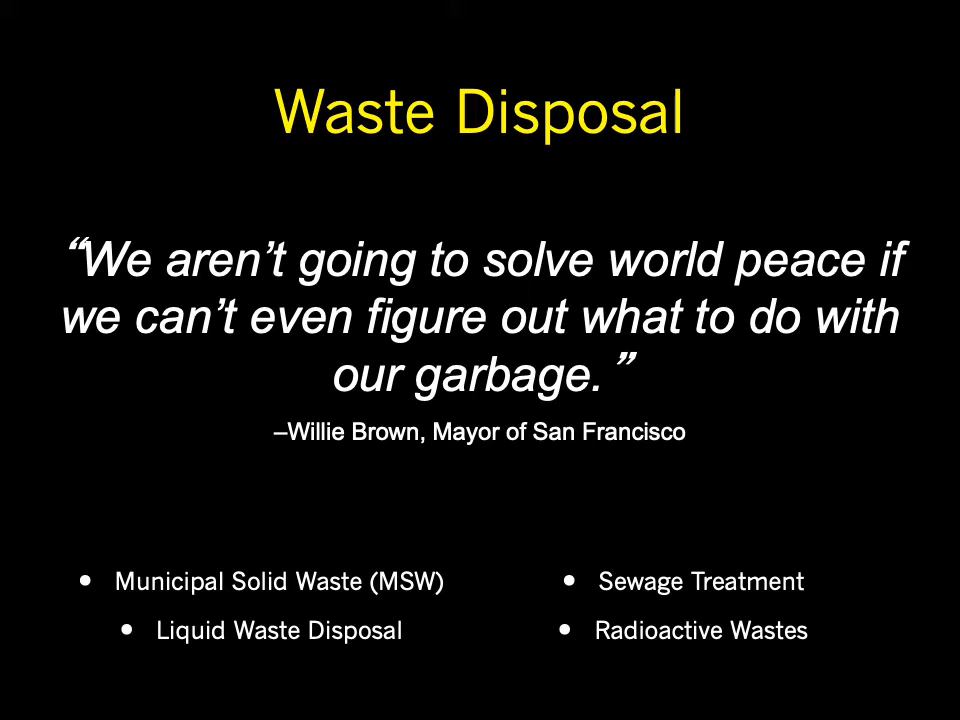 Waste Disposal
“We aren’t going to solve world peace if
we can’t even figure out what to do with
our garbage.”
–Willie Brown, Mayor of San Francisco
• Municipal Solid Waste (MSW)
• Liquid Waste Disposal
• Sewage Treatment
• Radioactive Wastes